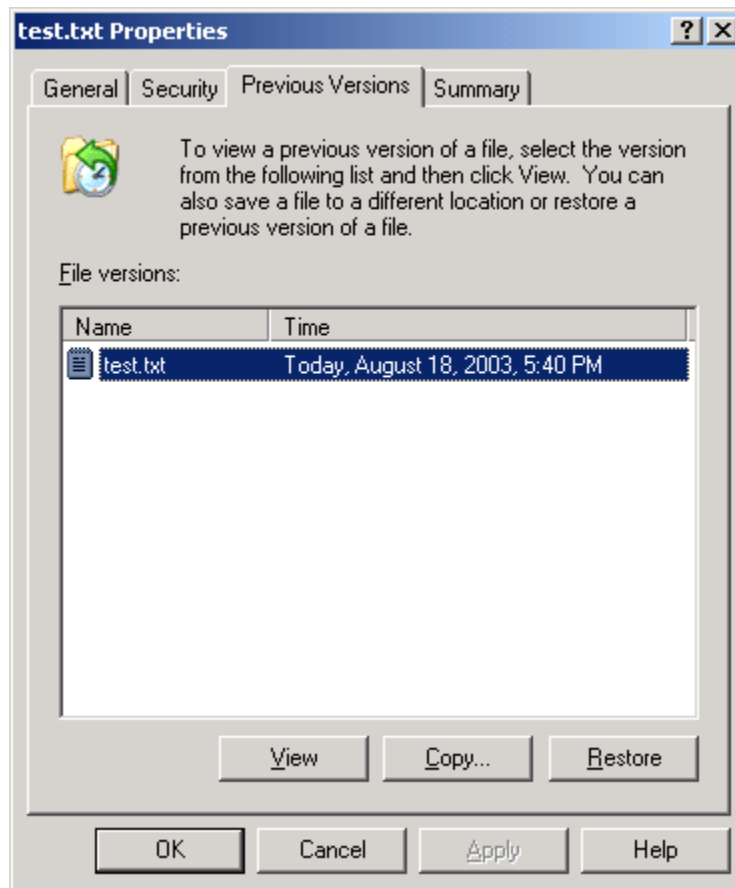 test.txt Properties
? X
General Security Previous Versions Summary
To view a previous version of a file, select the version
from the following list and then click View. You can
also save a file to a different location or restore a
previous version of a file.
File versions:
Name Time
test.txt Today, August 18, 2003, 5:40 PM
View Copy... Restore
OK Cancel Apply Help